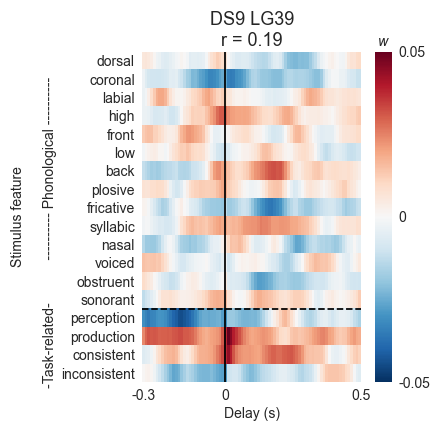 DS9 LG39
r = 0.19
w
dorsal
coronal
labial
high
front
low
back
plosive
fricative
syllabic
nasal
voiced
obstruent
sonorant
perception
production
consistent
inconsistent
Stimulus feature
---------- Phonological ----------
-Task-related-
-0.3
0
0.5
Delay (s)
0.05
0
-0.05